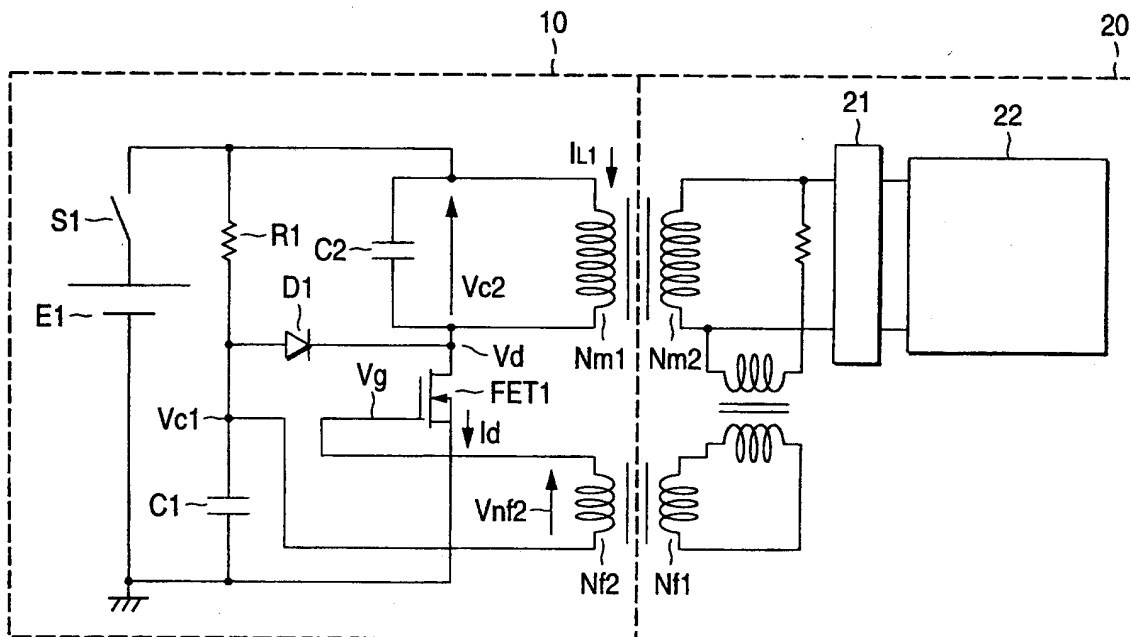 10
20
21
22
IL1
S1
R1
C2
D1
Vc2
E1
Vd
Nm1
Nm2
Vg
FET1
Vc1
Id
C1
Vnf2
Nf2
Nf1